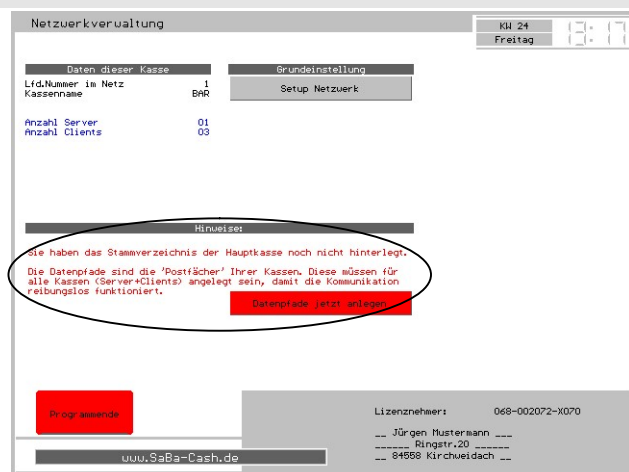 Netzwerkverwaltung
KW 24
Freitag
13:17
Daten dieser Kasse
Grundeinstellung
Lfd.Nummer im Netz 1
Kassenname BAR
Setup Netzwerk
Anzahl Server 01
Anzahl Clients 03
Hinweise:
Sie haben das Stammverzeichnis der Hauptkasse noch nicht hinterlegt.
Die Datenpfade sind die 'Postfächer' Ihrer Kassen. Diese müssen für
alle Kassen (Server+Clients) angelegt sein, damit die Kommunikation
reibungslos funktioniert.
Datenpfade jetzt anlegen
Programmende
Lizenznehmer: 068-002072-X070
__ Jürgen Mustermann ___
______ Ringstr.20 ______
__ 84558 Kirchweidach __
www.SaBa-Cash.de